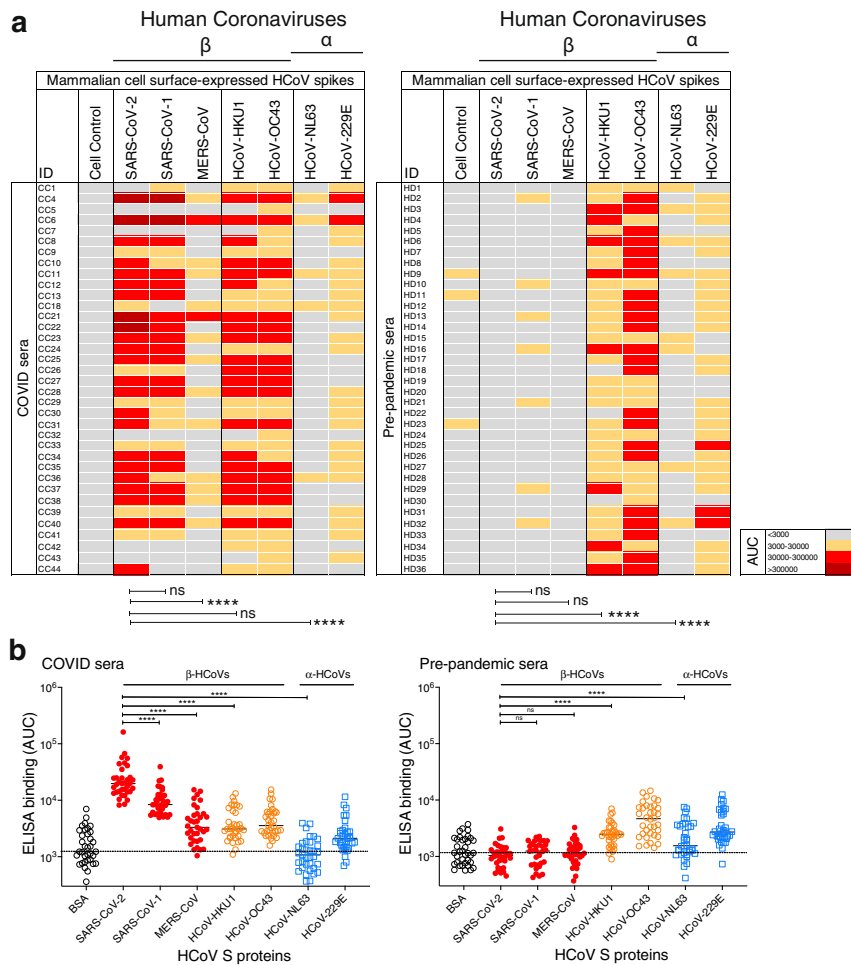 a
Human Coronaviruses
β
α
Mammalian cell surface-expressed HCoV spikes
ID
Cell Control
SARS-CoV-2
SARS-CoV-1
MERS-CoV
HCoV-HKU1
HCoV-OC43
HCoV-NL63
HCoV-229E
COVID sera
CC1
CC4
CC5
CC6
CC7
CC8
CC9
CC10
CC11
CC12
CC13
CC18
CC21
CC22
CC23
CC24
CC25
CC26
CC27
CC28
CC29
CC30
CC31
CC32
CC33
CC34
CC35
CC36
CC37
CC38
CC39
CC40
CC41
CC42
CC43
CC44
ns
****
ns
****
Human Coronaviruses
β
α
Mammalian cell surface-expressed HCoV spikes
ID
Cell Control
SARS-CoV-2
SARS-CoV-1
MERS-CoV
HCoV-HKU1
HCoV-OC43
HCoV-NL63
HCoV-229E
Pre-pandemic sera
HD1
HD2
HD3
HD4
HD5
HD6
HD7
HD8
HD9
HD10
HD11
HD12
HD13
HD14
HD15
HD16
HD17
HD18
HD19
HD20
HD21
HD22
HD23
HD24
HD25
HD26
HD27
HD28
HD29
HD30
HD31
HD32
HD33
HD34
HD35
HD36
ns
ns
****
****
AUC
<3000
3000-30000
30000-300000
>300000
b
COVID sera
β-HCoVs
α-HCoVs
****
****
****
****
ELISA binding (AUC)
10⁶
10⁵
10⁴
10³
BSA
SARS-CoV-2
SARS-CoV-1
MERS-CoV
HCoV-HKU1
HCoV-OC43
HCoV-NL63
HCoV-229E
HCoV S proteins
Pre-pandemic sera
β-HCoVs
α-HCoVs
****
****
ns
ns
ELISA binding (AUC)
10⁶
10⁵
10⁴
10³
BSA
SARS-CoV-2
SARS-CoV-1
MERS-CoV
HCoV-HKU1
HCoV-OC43
HCoV-NL63
HCoV-229E
HCoV S proteins